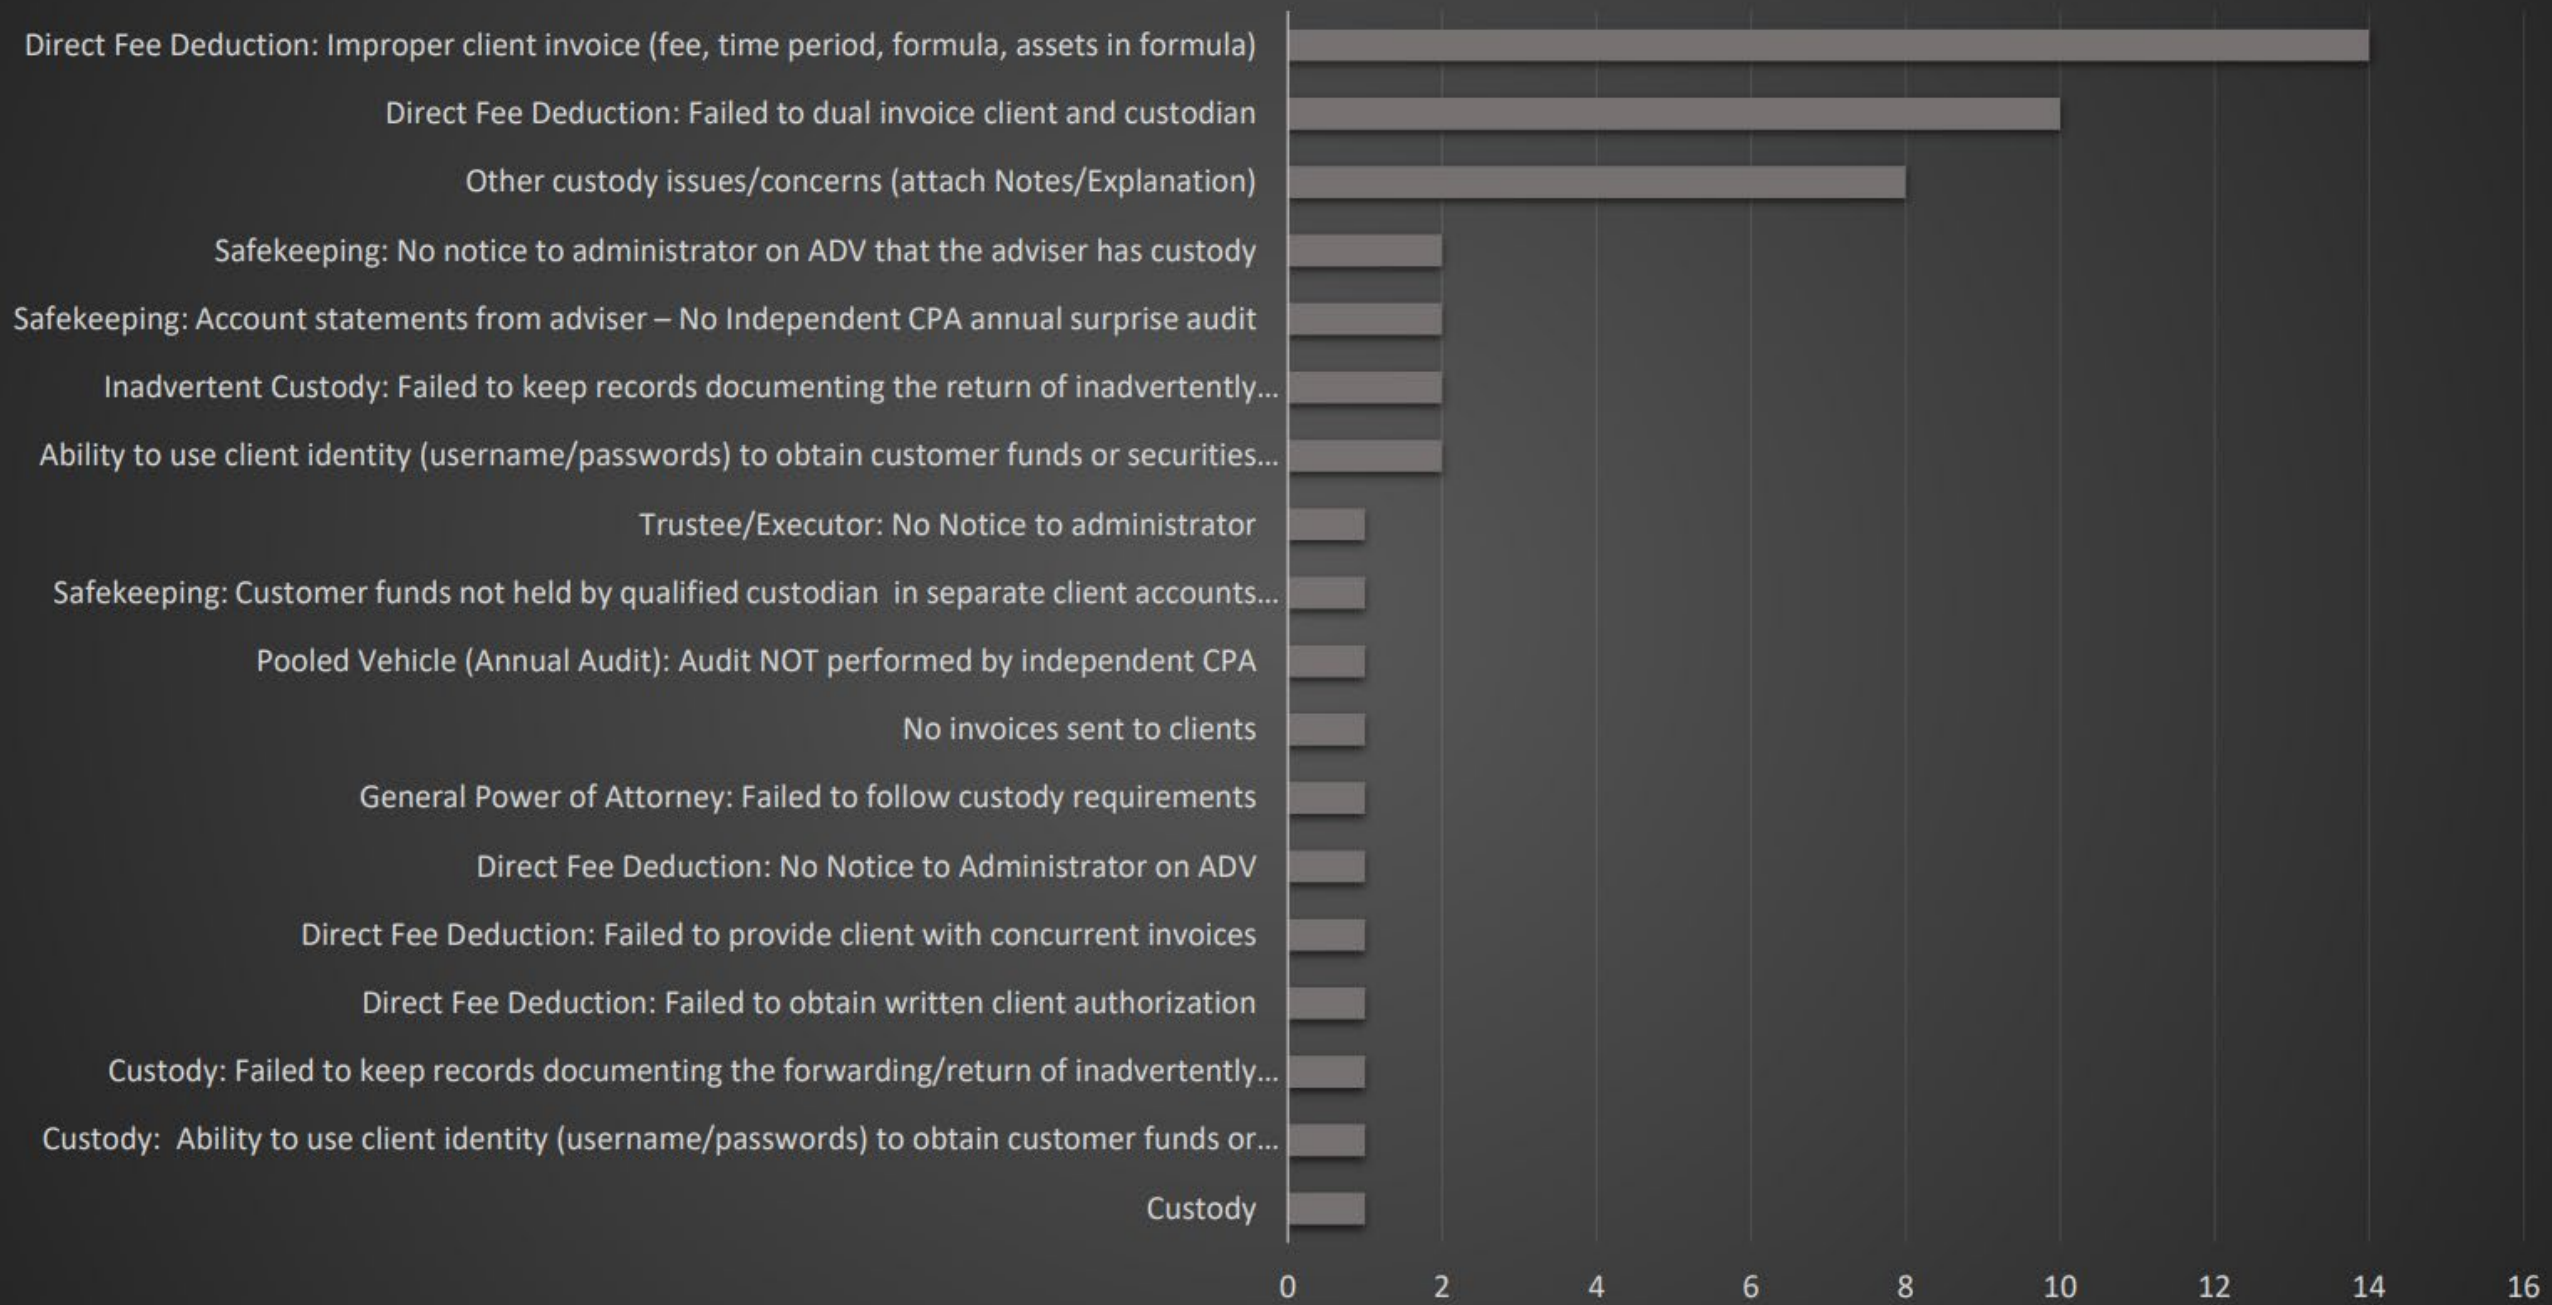 Direct Fee Deduction: Improper client invoice (fee, time period, formula, assets in formula)
Direct Fee Deduction: Failed to dual invoice client and custodian
Other custody issues/concerns (attach Notes/Explanation)
Safekeeping: No notice to administrator on ADV that the adviser has custody
Safekeeping: Account statements from adviser – No Independent CPA annual surprise audit
Inadvertent Custody: Failed to keep records documenting the return of inadvertently...
Ability to use client identity (username/passwords) to obtain customer funds or securities...
Trustee/Executor: No Notice to administrator
Safekeeping: Customer funds not held by qualified custodian  in separate client accounts...
Pooled Vehicle (Annual Audit): Audit NOT performed by independent CPA
No invoices sent to clients
General Power of Attorney: Failed to follow custody requirements
Direct Fee Deduction: No Notice to Administrator on ADV
Direct Fee Deduction: Failed to provide client with concurrent invoices
Direct Fee Deduction: Failed to obtain written client authorization
Custody: Failed to keep records documenting the forwarding/return of inadvertently...
Custody:  Ability to use client identity (username/passwords) to obtain customer funds or...
Custody
0 2 4 6 8 10 12 14 16